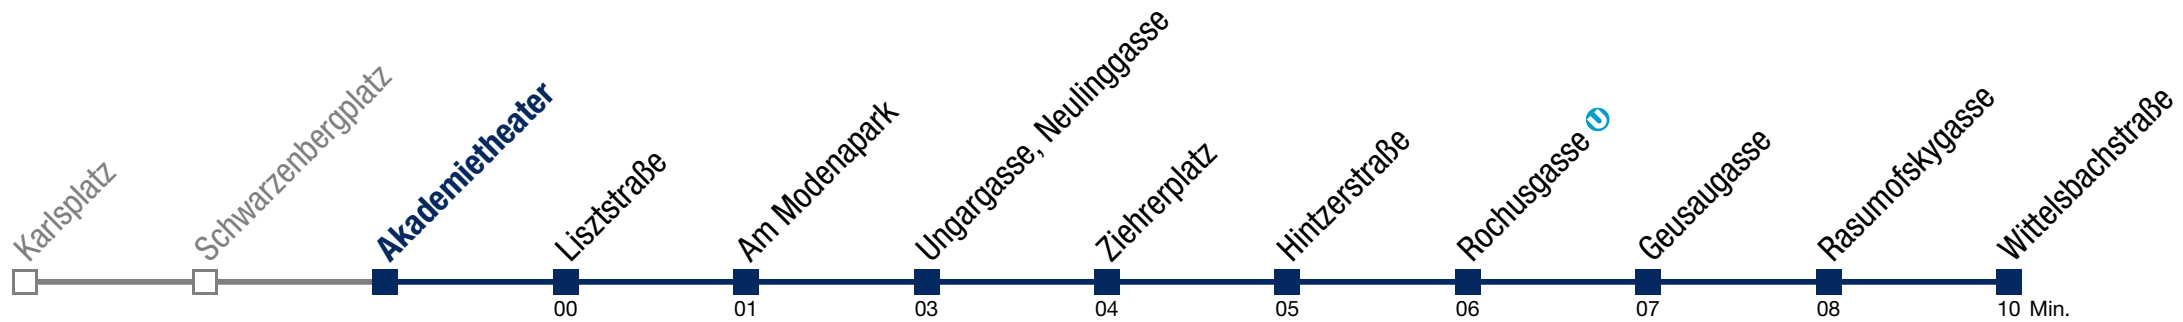 Karlsplatz
Schwarzenbergplatz
Akademietheater
Lisztstraße
Am Modenapark
Ungargasse, Neulinggasse
Ziehrerplatz
Hintzerstraße
Rochusgasse U
Geusaugasse
Rasumofskygasse
Wittelsbachstraße
00 01 03 04 05 06 07 08 10 Min.